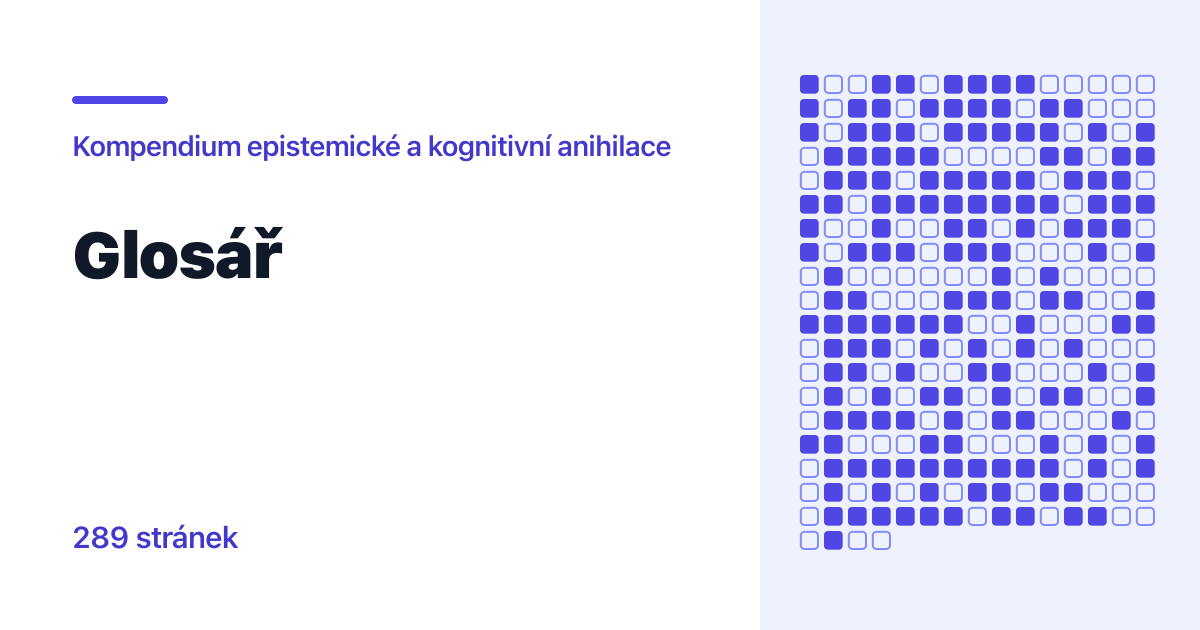 Kompendium epistemické a kognitivní anihilace
Glosář
289 stránek